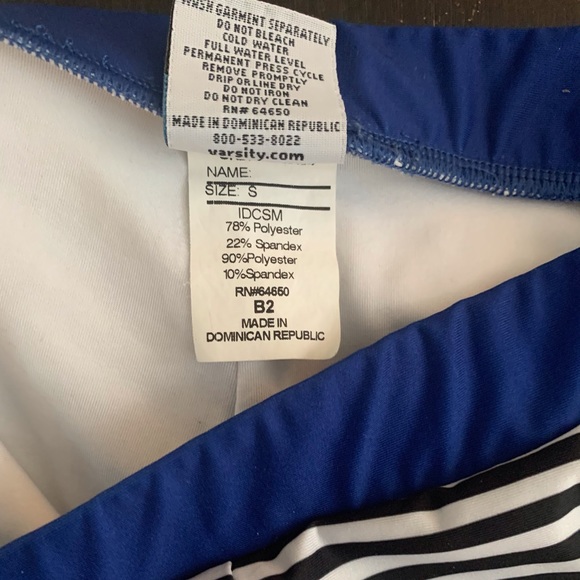 WASH GARMENT SEPARATELY
DO NOT BLEACH
COLD WATER
FULL WATER LEVEL
PERMANENT PRESS CYCLE
REMOVE PROMPTLY
DRIP OR LINE DRY
DO NOT IRON
DO NOT DRY CLEAN
RN# 64650
MADE IN DOMINICAN REPUBLIC
800-533-8022
varsity.com
NAME:
SIZE: S
IDCSM
78% Polyester
22% Spandex
90%Polyester
10%Spandex
RN#64650
B2
MADE IN
DOMINICAN REPUBLIC